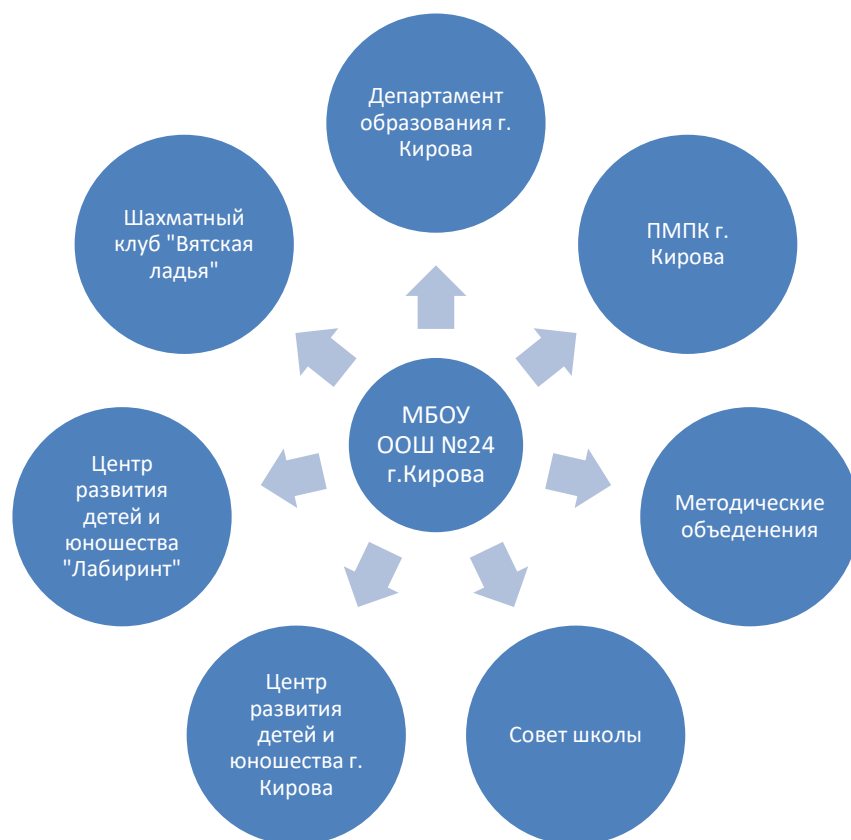 Департамент
образования г.
Кирова
ПМПК г.
Кирова
Методические
объеденения
Совет школы
Центр
развития
детей и
юношества г.
Кирова
Центр
развития
детей и
юношества
"Лабиринт"
Шахматный
клуб "Вятская
ладья"
МБОУ
ООШ №24
г.Кирова